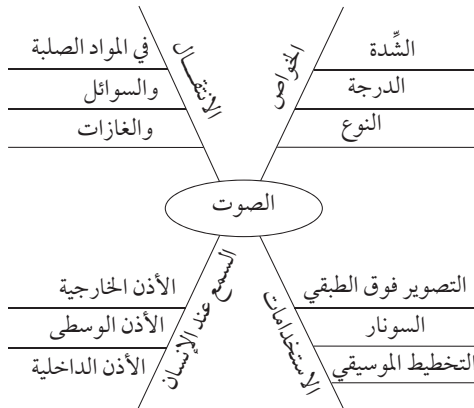 الخواص
الشِّدة
الدرجة
النوع
الانتقال
في المواد الصلبة
والسوائل
والغازات
الصوت
الاستخدامات
التصوير فوق الطبقي
السونار
التخطيط الموسيقي
السمع عند الإنسان
الأذن الخارجية
الأذن الوسطى
الأذن الداخلية